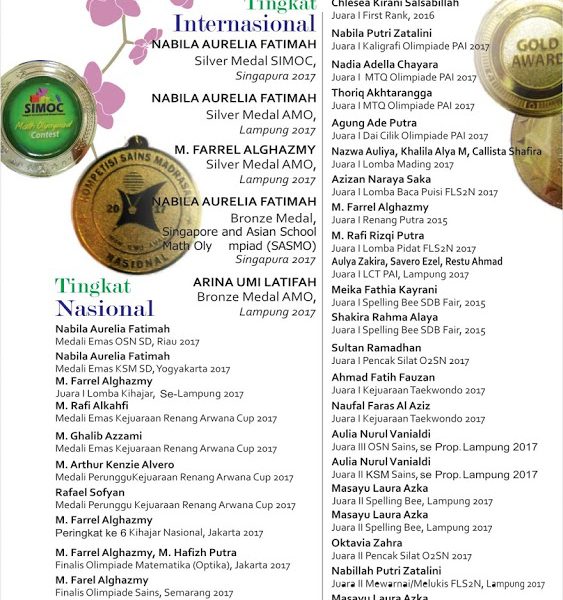 Tingkat
Internasional
NABILA AURELIA FATIMAH
Silver Medal SIMOC,
Singapura 2017
NABILA AURELIA FATIMAH
Silver Medal AMO,
Lampung 2017
M. FARREL ALGHAZMY
Silver Medal AMO,
Lampung 2017
NABILA AURELIA FATIMAH
Bronze Medal,
Singapore and Asian School
Math Oly mpiad (SASMO)
Singapura 2017
ARINA UMI LATIFAH
Bronze Medal AMO,
Lampung 2017
SIMOC
Math Olympiad
Contest
KOMPETISI SAINS MADRASAH
2017
NASIONAL
Tingkat
Nasional
Nabila Aurelia Fatimah
Medali Emas OSN SD, Riau 2017
Nabila Aurelia Fatimah
Medali Emas KSM SD, Yogyakarta 2017
M. Farrel Alghazmy
Juara I Lomba Kihajar, Se-Lampung 2017
M. Rafi Alkahfi
Medali Emas Kejuaraan Renang Arwana Cup 2017
M. Ghalib Azzami
Medali Emas Kejuaraan Renang Arwana Cup 2017
M. Arthur Kenzie Alvero
Medali PerungguKejuaraan Renang Arwana Cup 2017
Rafael Sofyan
Medali Perunggu Kejuaraan Renang Arwana Cup 2017
M. Farrel Alghazmy
Peringkat ke 6 Kihajar Nasional, Jakarta 2017
M. Farrel Alghazmy, M. Hafizh Putra
Finalis Olimpiade Matematika (Optika), Jakarta 2017
M. Farel Alghazmy
Finalis Olimpiade Sains, Semarang 2017
Chlesea Kirani Salsabillah
Juara I First Rank, 2016
Nabila Putri Zatalini
Juara I Kaligrafi Olimpiade PAI 2017
Nadia Adella Chayara
Juara I MTQ Olimpiade PAI 2017
Thoriq Akhtarangga
Juara I MTQ Olimpiade PAI 2017
Agung Ade Putra
Juara I Dai Cilik Olimpiade PAI 2017
Nazwa Auliya, Khalila Alya M, Callista Shafira
Juara I Lomba Mading 2017
Azizan Naraya Saka
Juara I Lomba Baca Puisi FLS2N 2017
M. Farrel Alghazmy
Juara I Renang Putra 2015
M. Rafi Rizqi Putra
Juara I Lomba Pidat FLS2N 2017
Aulya Zakira, Savero Ezel, Restu Ahmad
Juara I LCT PAI, Lampung 2017
Meika Fathia Kayrani
Juara I Spelling Bee SDB Fair, 2015
Shakira Rahma Alaya
Juara I Spelling Bee SDB Fair, 2015
Sultan Ramadhan
Juara I Pencak Silat O2SN 2017
Ahmad Fatih Fauzan
Juara I Kejuaraan Taekwondo 2017
Naufal Faras Al Aziz
Juara I Kejuaraan Taekwondo 2017
Aulia Nurul Vanialdi
Juara III OSN Sains, se Prop. Lampung 2017
Aulia Nurul Vanialdi
Juara II KSM Sains, se Prop. Lampung 2017
Masayu Laura Azka
Juara II Spelling Bee, Lampung 2017
Masayu Laura Azka
Juara II Spelling Bee, Lampung 2017
Oktavia Zahra
Juara II Pencak Silat O2SN 2017
Nabillah Putri Zatalini
Juara II Mewarnai/Melukis FLS2N, Lampung 2017
Masayu Laura Azka
GOLD
AWARD